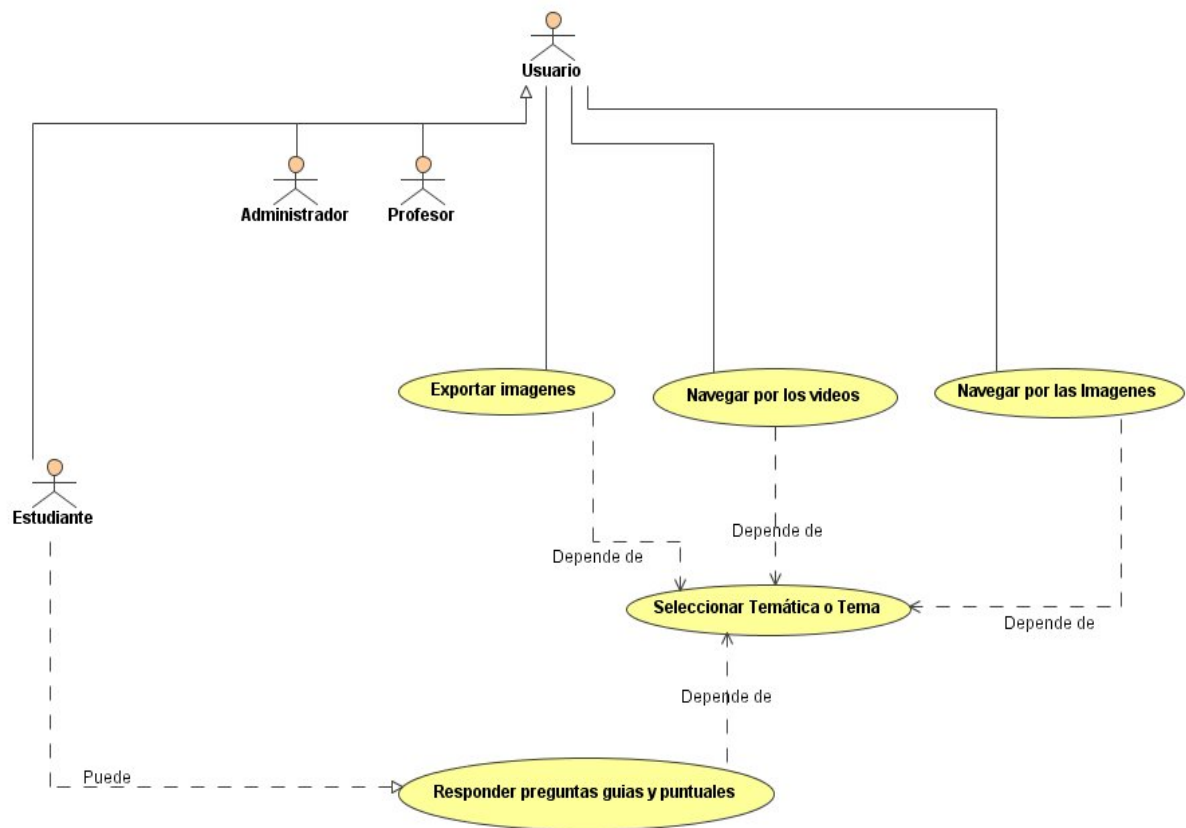 Usuario
Administrador
Profesor
Exportar imagenes
Navegar por los videos
Navegar por las Imagenes
Estudiante
Depende de
Depende de
Seleccionar Temática o Tema
Depende de
Depende de
Puede
Responder preguntas guias y puntuales